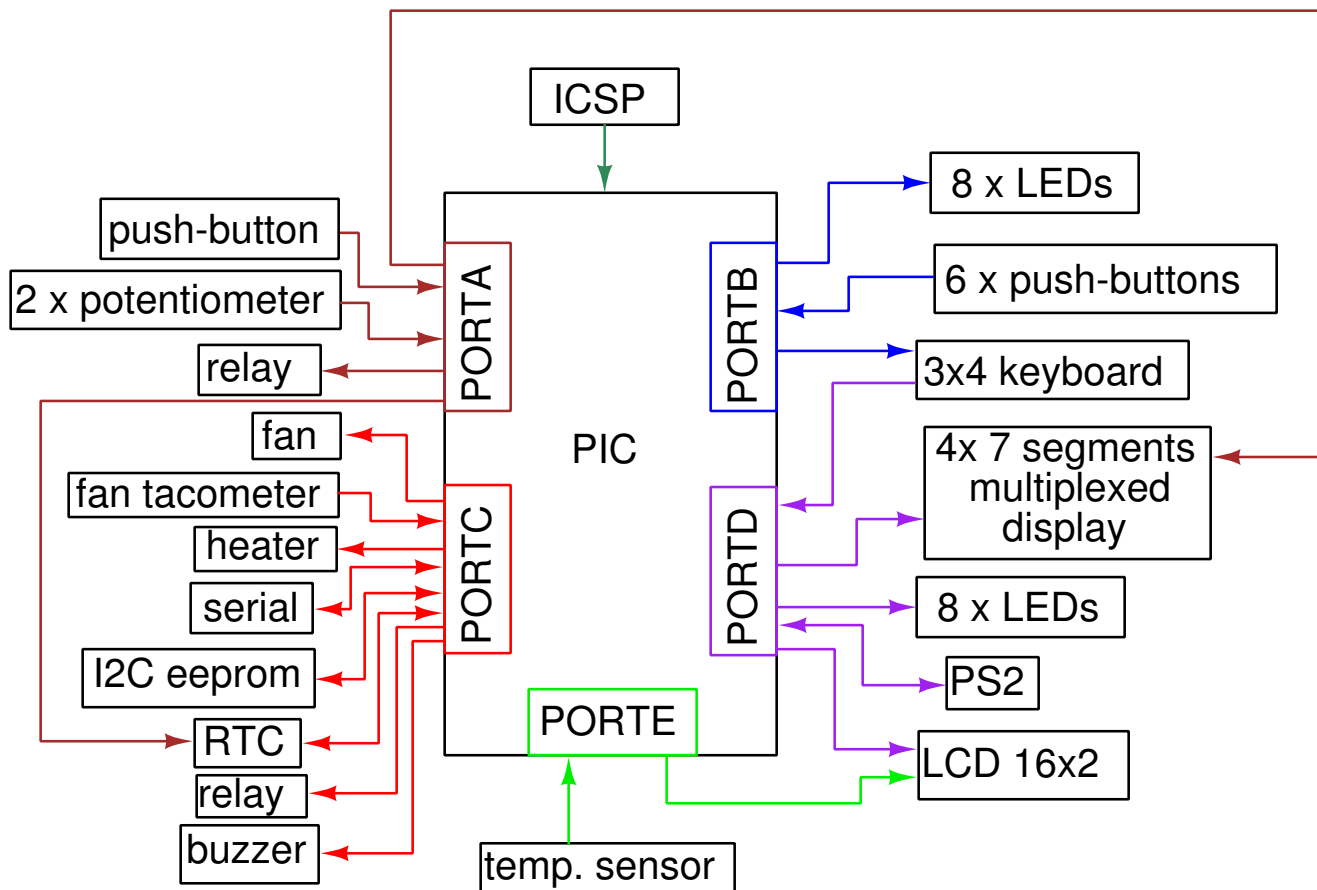 ICSP
push-button
2 x potentiometer
relay
fan
fan tacometer
heater
serial
I2C eeprom
RTC
relay
buzzer
PORTA
PORTC
PIC
PORTB
PORTD
PORTE
temp. sensor
8 x LEDs
6 x push-buttons
3x4 keyboard
4x 7 segments
multiplexed
display
8 x LEDs
PS2
LCD 16x2